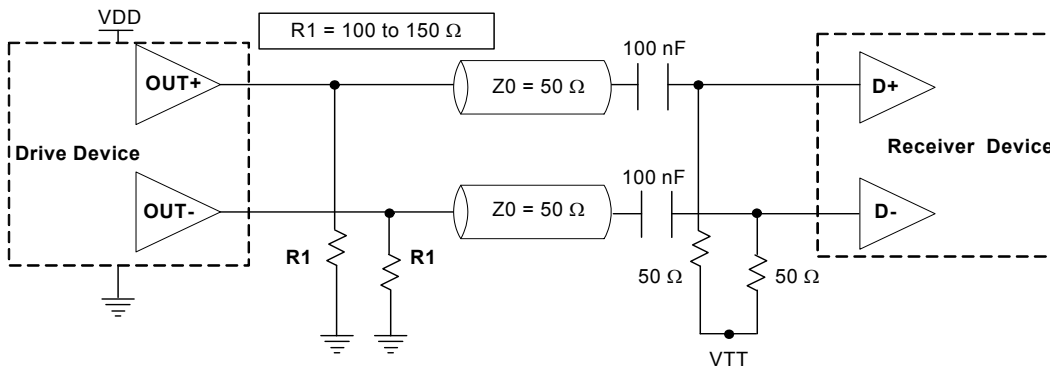 VDD
R1 = 100 to 150 Ω
100 nF
OUT+
Z0 = 50 Ω
D+
Drive Device
Receiver Device
100 nF
OUT-
Z0 = 50 Ω
D-
R1
R1
50 Ω
50 Ω
VTT